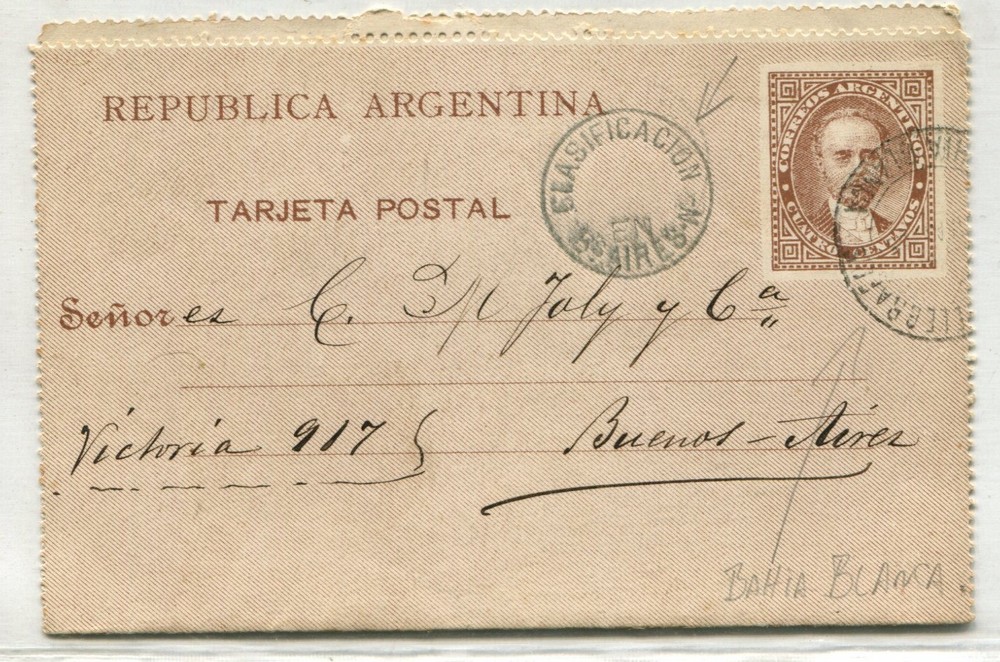 REPUBLICA ARGENTINA
CORREOS ARGENTINOS
CUATRO CENTAVOS
CLASIFICACION
EN
Bs AIRES-N-
TARJETA POSTAL
Señores C. Joly y Cª
Victoria 917
Buenos-Aires
BAHIA BLANCA.